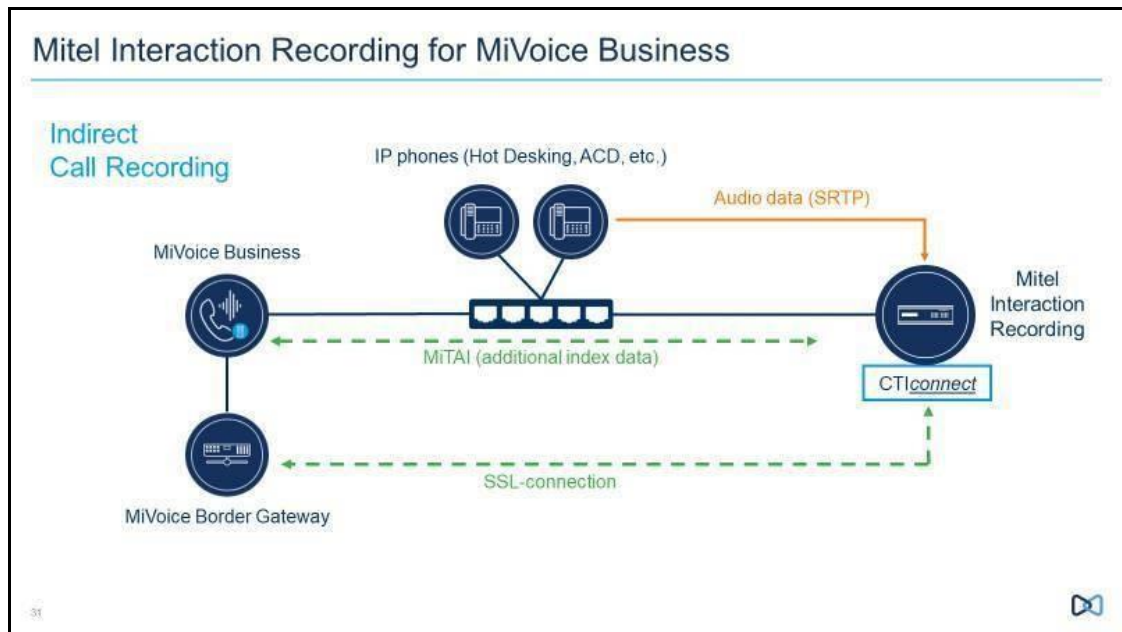 Mitel Interaction Recording for MiVoice Business
Indirect
Call Recording
IP phones (Hot Desking, ACD, etc.)
Audio data (SRTP)
MiVoice Business
Mitel
Interaction
Recording
MiTAI (additional index data)
CTIconnect
SSL-connection
MiVoice Border Gateway
31